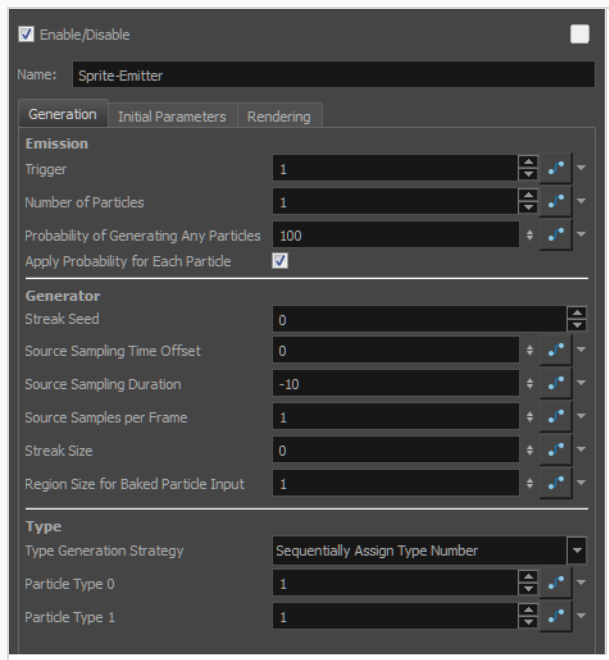 Enable/Disable
Name: Sprite-Emitter
Generation Initial Parameters Rendering
Emission
Trigger 1
Number of Particles 1
Probability of Generating Any Particles 100
Apply Probability for Each Particle
Generator
Streak Seed 0
Source Sampling Time Offset 0
Source Sampling Duration -10
Source Samples per Frame 1
Streak Size 0
Region Size for Baked Particle Input 1
Type
Type Generation Strategy Sequentially Assign Type Number
Particle Type 0 1
Particle Type 1 1